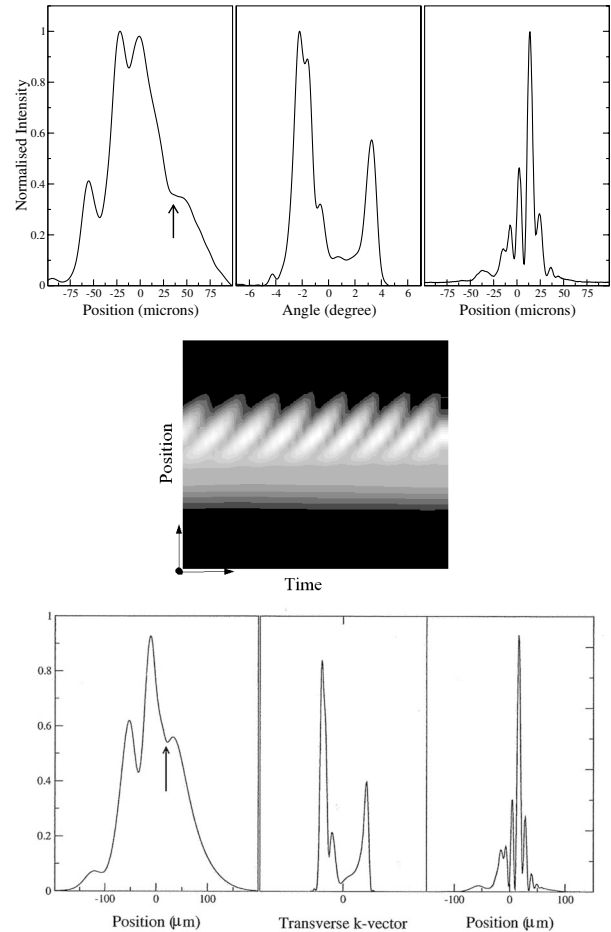 Normalised Intensity
1
0.8
0.6
0.4
0.2
0
-75 -50 -25 0 25 50 75
Position (microns)
-6 -4 -2 0 2 4 6
Angle (degree)
-75 -50 -25 0 25 50 75
Position (microns)
Position
Time
1
0.8
0.6
0.4
0.2
0
-100 0 100
Position (μm)
0
Transverse k-vector
-100 0 100
Position (μm)